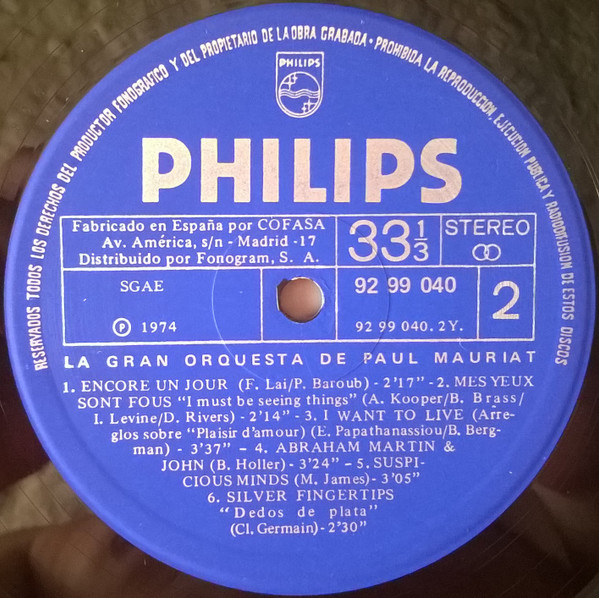 RESERVADOS TODOS LOS DERECHOS DEL PRODUCTOR FONOGRAFICO Y DEL PROPIETARIO DE LA OBRA GRABADA · PROHIBIDA LA REPRODUCCION, EJECUCION PUBLICA Y RADIODIFUSION DE ESTOS DISCOS
PHILIPS
PHILIPS
Fabricado en España por COFASA
Av. América, s/n - Madrid -17
Distribuido por Fonogram, S. A.
33 1/3
STEREO
SGAE
℗ 1974
92 99 040
92 99 040. 2 Y.
2
LA GRAN ORQUESTA DE PAUL MAURIAT
1. ENCORE UN JOUR (F. Lai/P. Baroub) - 2'17" - 2. MES YEUX
SONT FOUS "I must be seeing things" (A. Kooper/B. Brass/
I. Levine/D. Rivers) - 2'14" - 3. I WANT TO LIVE (Arre-
glos sobre "Plaisir d'amour) (E. Papathanassiou/B. Berg-
man) - 3'37" - 4. ABRAHAM MARTIN &
JOHN (B. Holler) - 3'24" - 5. SUSPI-
CIOUS MINDS (M. James) - 3'05"
6. SILVER FINGERTIPS
"Dedos de plata"
(Cl. Germain) - 2'30"